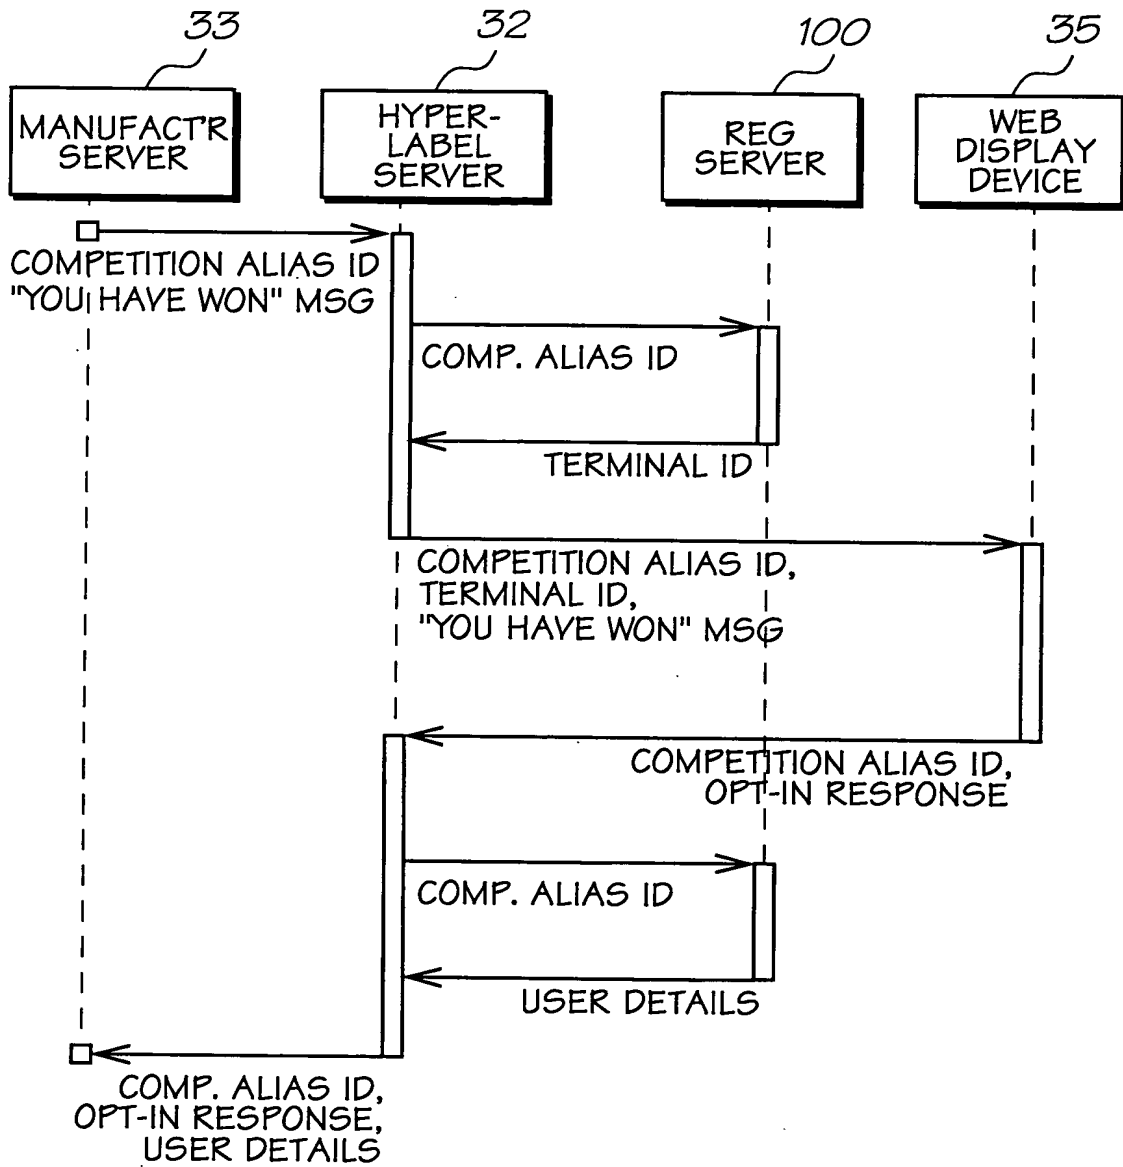 33
32
100
35
MANUFACT'R
SERVER
HYPER-
LABEL
SERVER
REG
SERVER
WEB
DISPLAY
DEVICE
COMPETITION ALIAS ID
"YOU HAVE WON" MSG
COMP. ALIAS ID
TERMINAL ID
COMPETITION ALIAS ID,
TERMINAL ID,
"YOU HAVE WON" MSG
COMPETITION ALIAS ID,
OPT-IN RESPONSE
COMP. ALIAS ID
USER DETAILS
COMP. ALIAS ID,
OPT-IN RESPONSE,
USER DETAILS